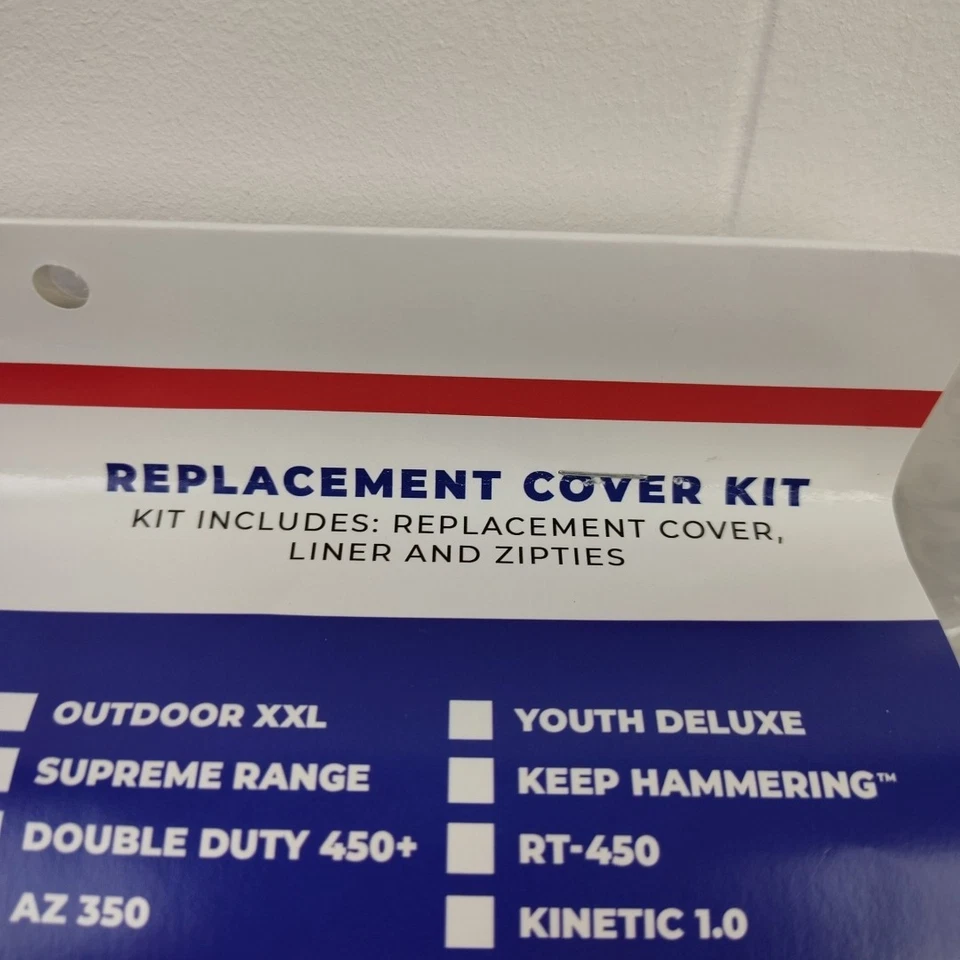 REPLACEMENT COVER KIT
KIT INCLUDES: REPLACEMENT COVER,
LINER AND ZIPTIES
OUTDOOR XXL
SUPREME RANGE
DOUBLE DUTY 450+
AZ 350
YOUTH DELUXE
KEEP HAMMERING™
RT-450
KINETIC 1.0